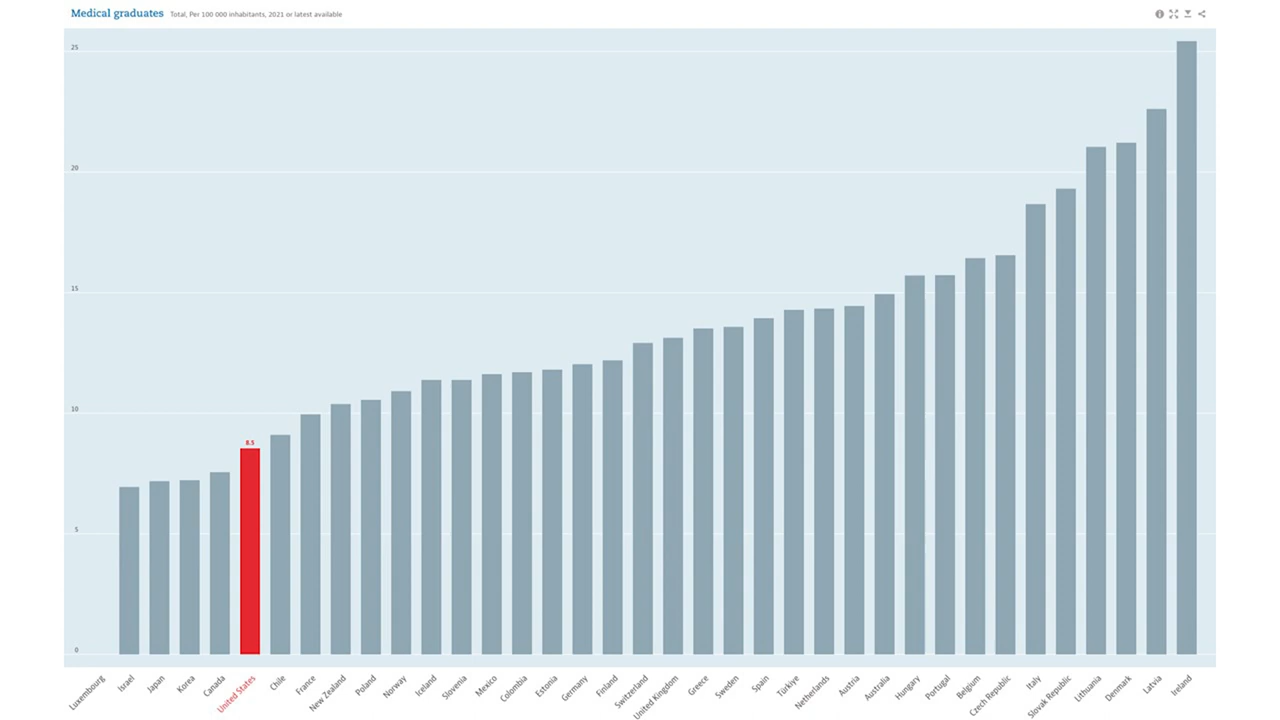 Medical graduates Total, Per 100 000 inhabitants, 2021 or latest available
25
20
15
10
5
0
8.5
Luxembourg
Israel
Japan
Korea
Canada
United States
Chile
France
New Zealand
Poland
Norway
Iceland
Slovenia
Mexico
Colombia
Estonia
Germany
Finland
Switzerland
United Kingdom
Greece
Sweden
Spain
Türkiye
Netherlands
Austria
Australia
Hungary
Portugal
Belgium
Czech Republic
Italy
Slovak Republic
Lithuania
Denmark
Latvia
Ireland